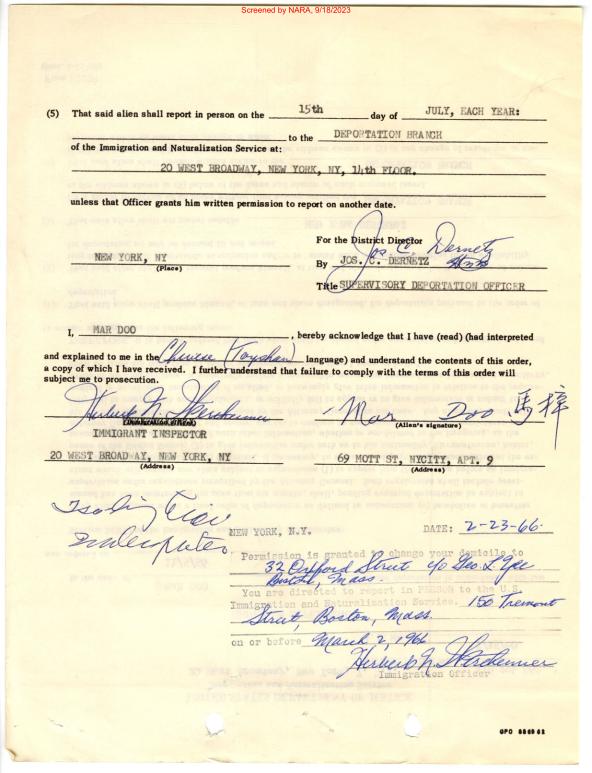 Screened by NARA, 9/18/2023
(5) That said alien shall report in person on the 15th day of JULY, EACH YEAR:
to the DEPORTATION BRANCH
of the Immigration and Naturalization Service at:
20 WEST BROADWAY, NEW YORK, NY, 14th FLOOR.
unless that Officer grants him written permission to report on another date.
For the District Director
Jos. C. Dernetz
NEW YORK, NY By JOS. C. DERNETZ
(Place)
Title SUPERVISORY DEPORTATION OFFICER
I, MAR DOO, hereby acknowledge that I have (read) (had interpreted
and explained to me in the Chinese (Toyshan) language) and understand the contents of this order,
a copy of which I have received. I further understand that failure to comply with the terms of this order will
subject me to prosecution.
Herbert N. Mar Doo 馬梓
(Alien's signature)
IMMIGRANT INSPECTOR
20 WEST BROADWAY, NEW YORK, NY 69 MOTT ST, NYCITY, APT. 9
(Address) (Address)
Interpreter
NEW YORK, N.Y. DATE: 2-23-66
Permission is granted to change your domicile to
32 Oxford Street c/o Geo L. Yee
Boston, Mass.
You are directed to report in PERSON to the U.S.
Immigration and Naturalization Service. 150 Tremont
Street, Boston, Mass.
on or before March 2, 1966
Herbert N.
Immigration Officer
GPO